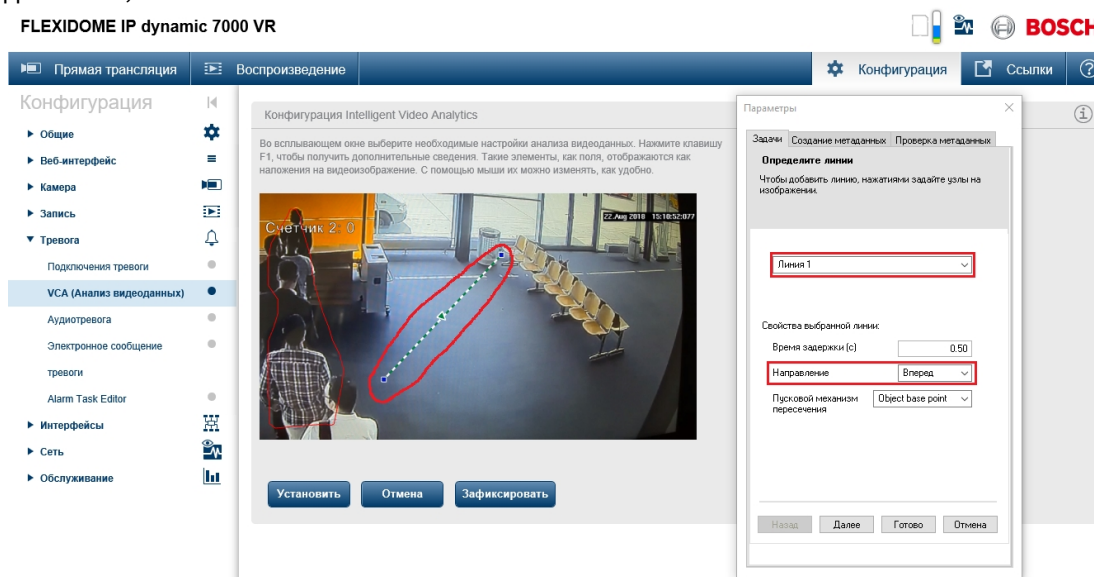 FLEXIDOME IP dynamic 7000 VR
BOSCH
Прямая трансляция
Воспроизведение
Конфигурация
Ссылки
Конфигурация
Общие
Веб-интерфейс
Камера
Запись
Тревога
Подключения тревоги
VCA (Анализ видеоданных)
Аудиотревога
Электронное сообщение
тревоги
Alarm Task Editor
Интерфейсы
Сеть
Обслуживание
Конфигурация Intelligent Video Analytics
Во всплывающем окне выберите необходимые настройки анализа видеоданных. Нажмите клавишу
F1, чтобы получить дополнительные сведения. Такие элементы, как поля, отображаются как
наложения на видеоизображение. С помощью мыши их можно изменять, как удобно.
Счетчик 2: 0
22.Aug 2018 15:10:52:077
Установить
Отмена
Зафиксировать
Параметры
Задачи
Создание метаданных
Проверка метаданных
Определите линии
Чтобы добавить линию, нажатиями задайте узлы на
изображении.
Линия 1
Свойства выбранной линии:
Время задержки (с)
0.50
Направление
Вперед
Пусковой механизм
пересечения
Object base point
Назад
Далее
Готово
Отмена